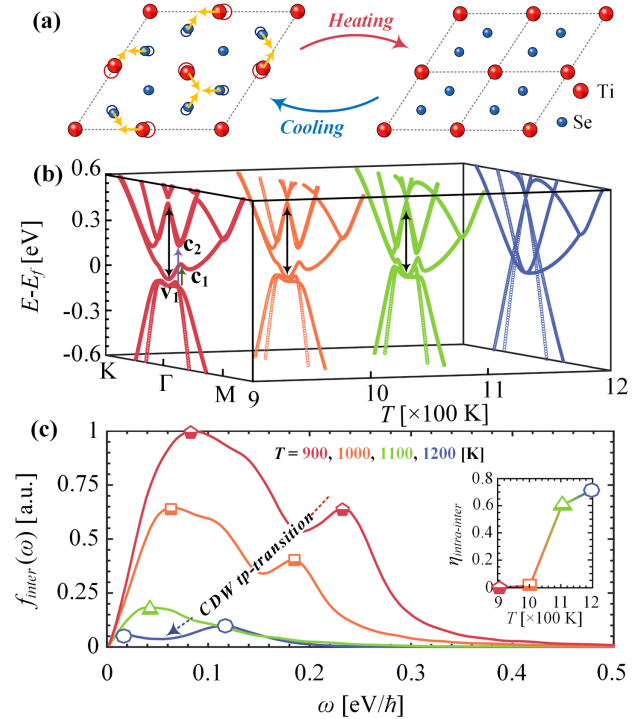 (a)
Heating
Cooling
Ti
Se
(b)
E-E_f [eV]
0.6
0.3
0
-0.3
-0.6
c₂
c₁
v₁
K
Γ
M
9
10
11
12
T [×100 K]
(c)
f_inter(ω) [a.u.]
1
0.75
0.5
0.25
0
T = 900, 1000, 1100, 1200 [K]
CDW tp-transition
η_intra-inter
0.8
0.6
0.4
0.2
0
9 10 11 12
T [×100 K]
0 0.1 0.2 0.3 0.4 0.5
ω [eV/ħ]